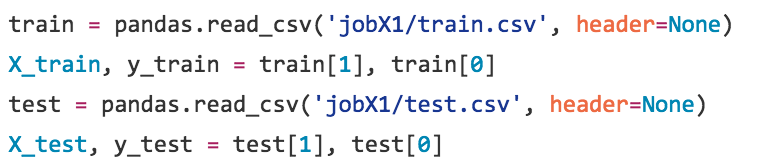 train = pandas.read_csv('jobX1/train.csv', header=None)
X_train, y_train = train[1], train[0]
test = pandas.read_csv('jobX1/test.csv', header=None)
X_test, y_test = test[1], test[0]